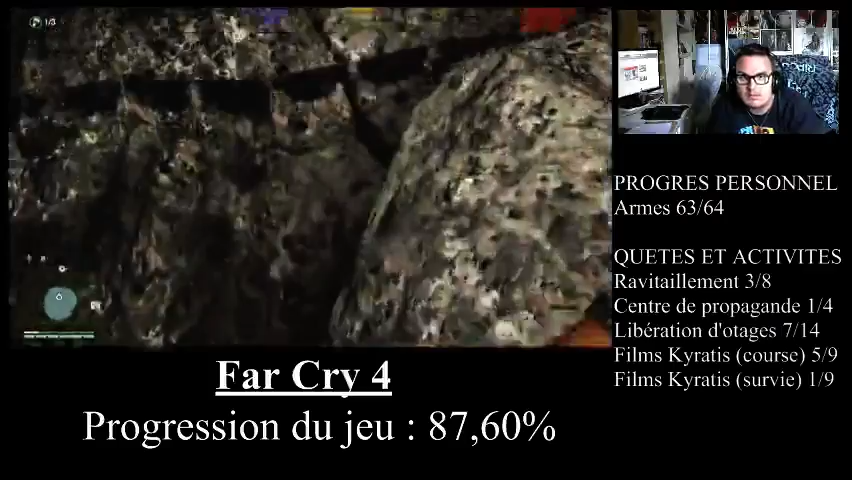 1/3
PROGRES PERSONNEL
Armes 63/64
QUETES ET ACTIVITES
Ravitaillement 3/8
Centre de propagande 1/4
Libération d'otages 7/14
Films Kyratis (course) 5/9
Films Kyratis (survie) 1/9
Far Cry 4
Progression du jeu : 87,60%